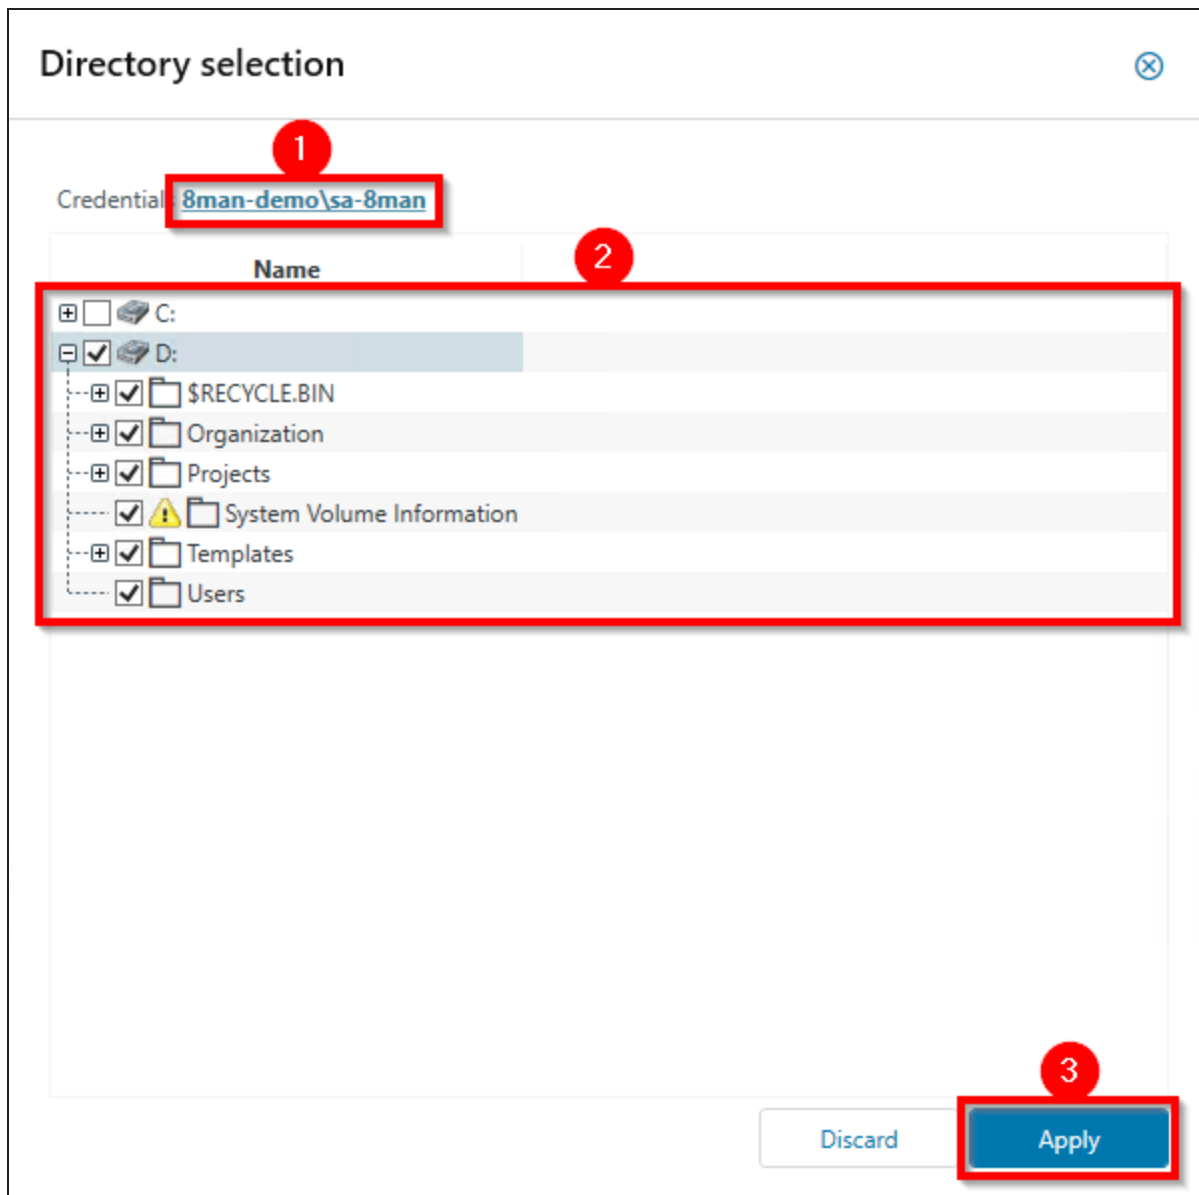 Directory selection
1
Credential 8man-demo\sa-8man
2
Name
C:
D:
$RECYCLE.BIN
Organization
Projects
System Volume Information
Templates
Users
3
Discard Apply